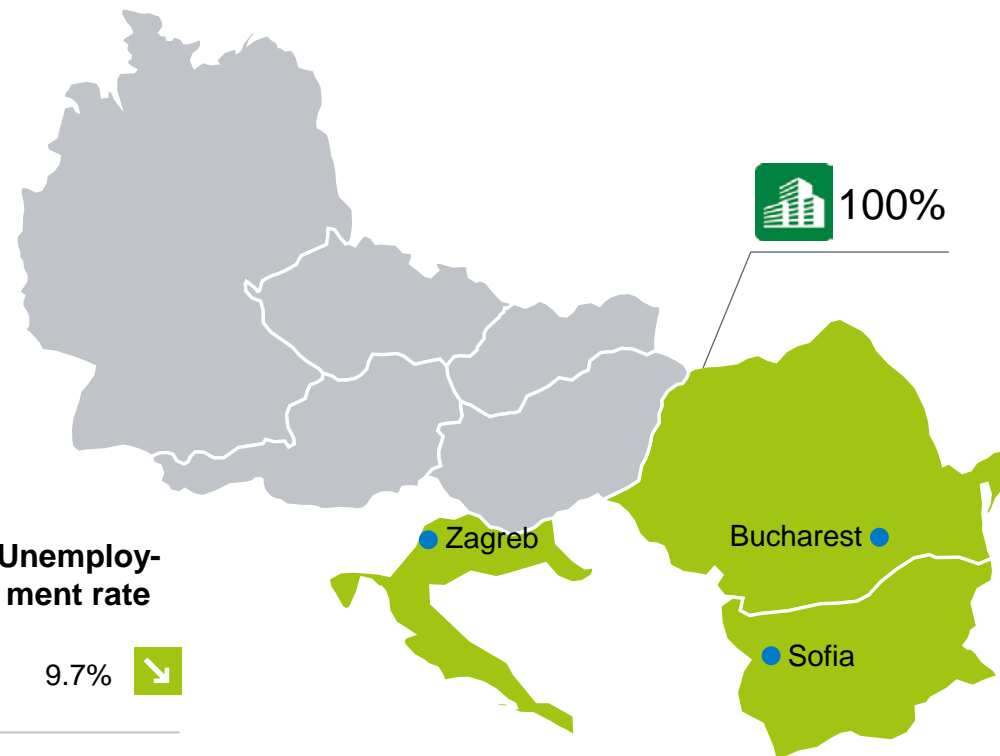 100%
Zagreb
Bucharest
Unemploy-
ment rate
Sofia
9.7%